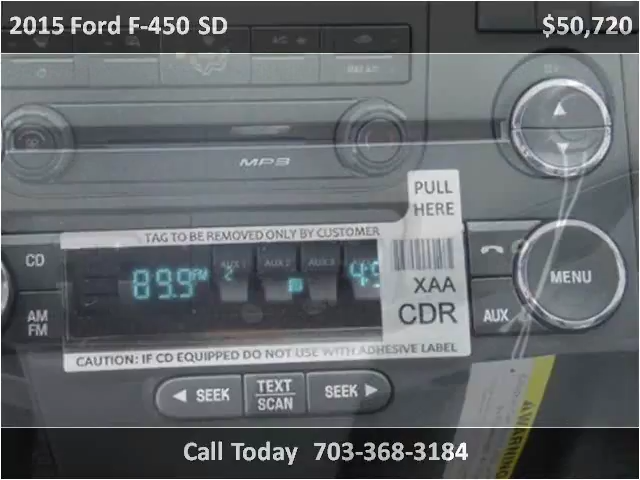 2015 Ford F-450 SD $50,720
MP3
PULL
HERE
TAG TO BE REMOVED ONLY BY CUSTOMER
CD
89.9 FM
AUX 1
AUX 2
AUX 3
XAA
CDR
MENU
AM
FM
AUX
CAUTION: IF CD EQUIPPED DO NOT USE WITH ADHESIVE LABEL
SEEK
TEXT
SCAN
SEEK
WARNING
Call Today 703-368-3184